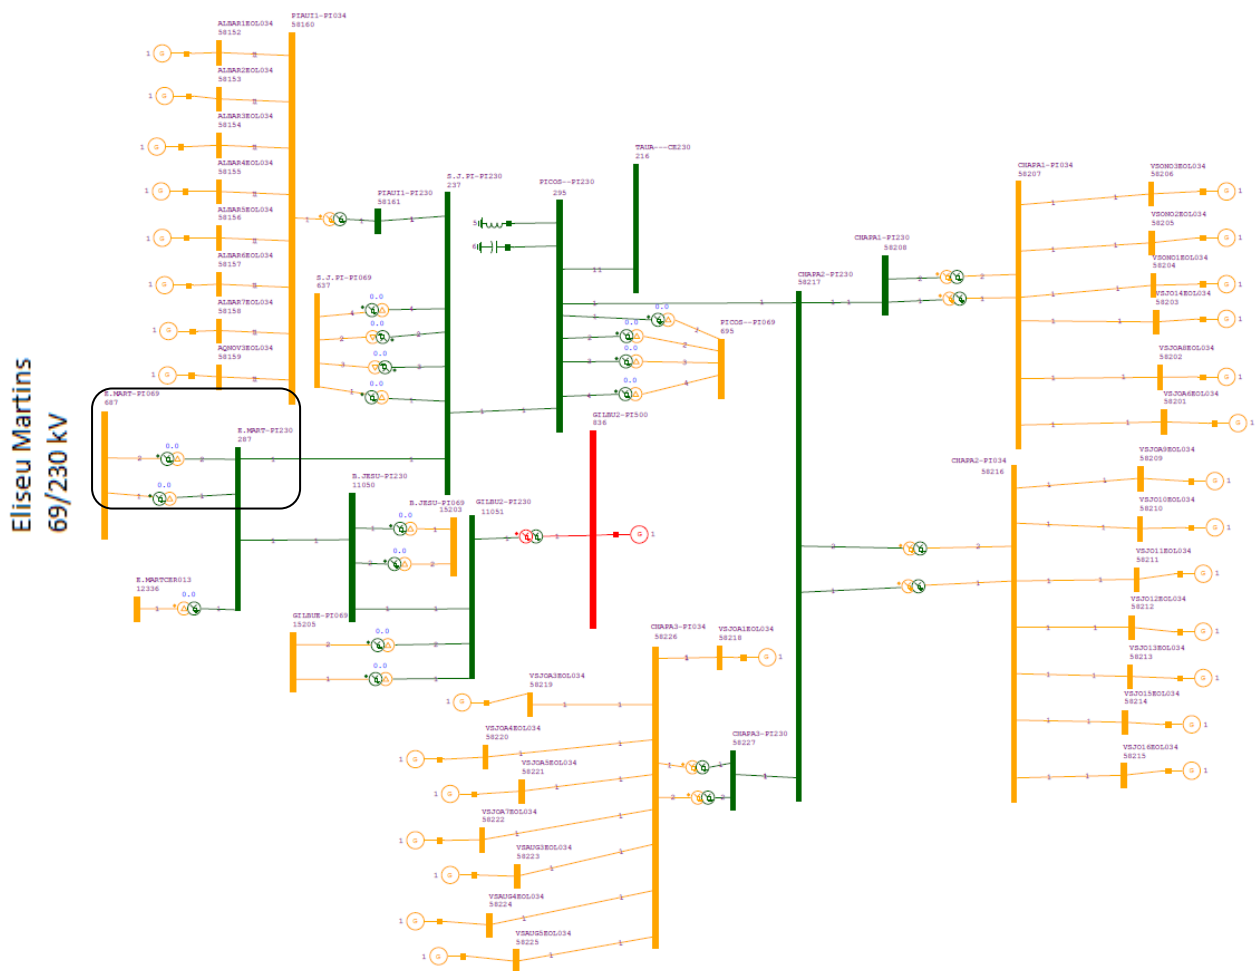 Eliseu Martins
69/230 kV
ALBAR1EOL034
58152
ALBAR2EOL034
58153
ALBAR3EOL034
58154
ALBAR4EOL034
58155
ALBAR5EOL034
58156
ALBAR6EOL034
58157
ALBAR7EOL034
58158
AQNOV3EOL034
58159
PIAUI1-PI034
58160
PIAUI1-PI230
58161
S.J.PI-PI230
237
S.J.PI-PI069
637
PICOS--PI230
295
TAUA---CE230
216
PICOS--PI069
695
E.MART-PI069
687
E.MART-PI230
287
E.MARTCER013
12336
B.JESU-PI230
11050
B.JESU-PI069
15203
GILBU2-PI230
11051
GILBUE-PI069
15205
GILBU2-PI500
836
CHAPA1-PI230
58208
CHAPA2-PI230
58217
CHAPA1-PI034
58207
VSONO3EOL034
58206
VSONO2EOL034
58205
VSONO1EOL034
58204
VSJO14EOL034
58203
VSJOA8EOL034
58202
VSJOA6EOL034
58201
CHAPA2-PI034
58216
VSJOA9EOL034
58209
VSJO10EOL034
58210
VSJO11EOL034
58211
VSJO12EOL034
58212
VSJO13EOL034
58213
VSJO15EOL034
58214
VSJO16EOL034
58215
CHAPA3-PI034
58226
VSJOA1EOL034
58218
CHAPA3-PI230
58227
VSJOA3EOL034
58219
VSJOA4EOL034
58220
VSJOA5EOL034
58221
VSJOA7EOL034
58222
VSAUG3EOL034
58223
VSAUG4EOL034
58224
VSAUG5EOL034
58225